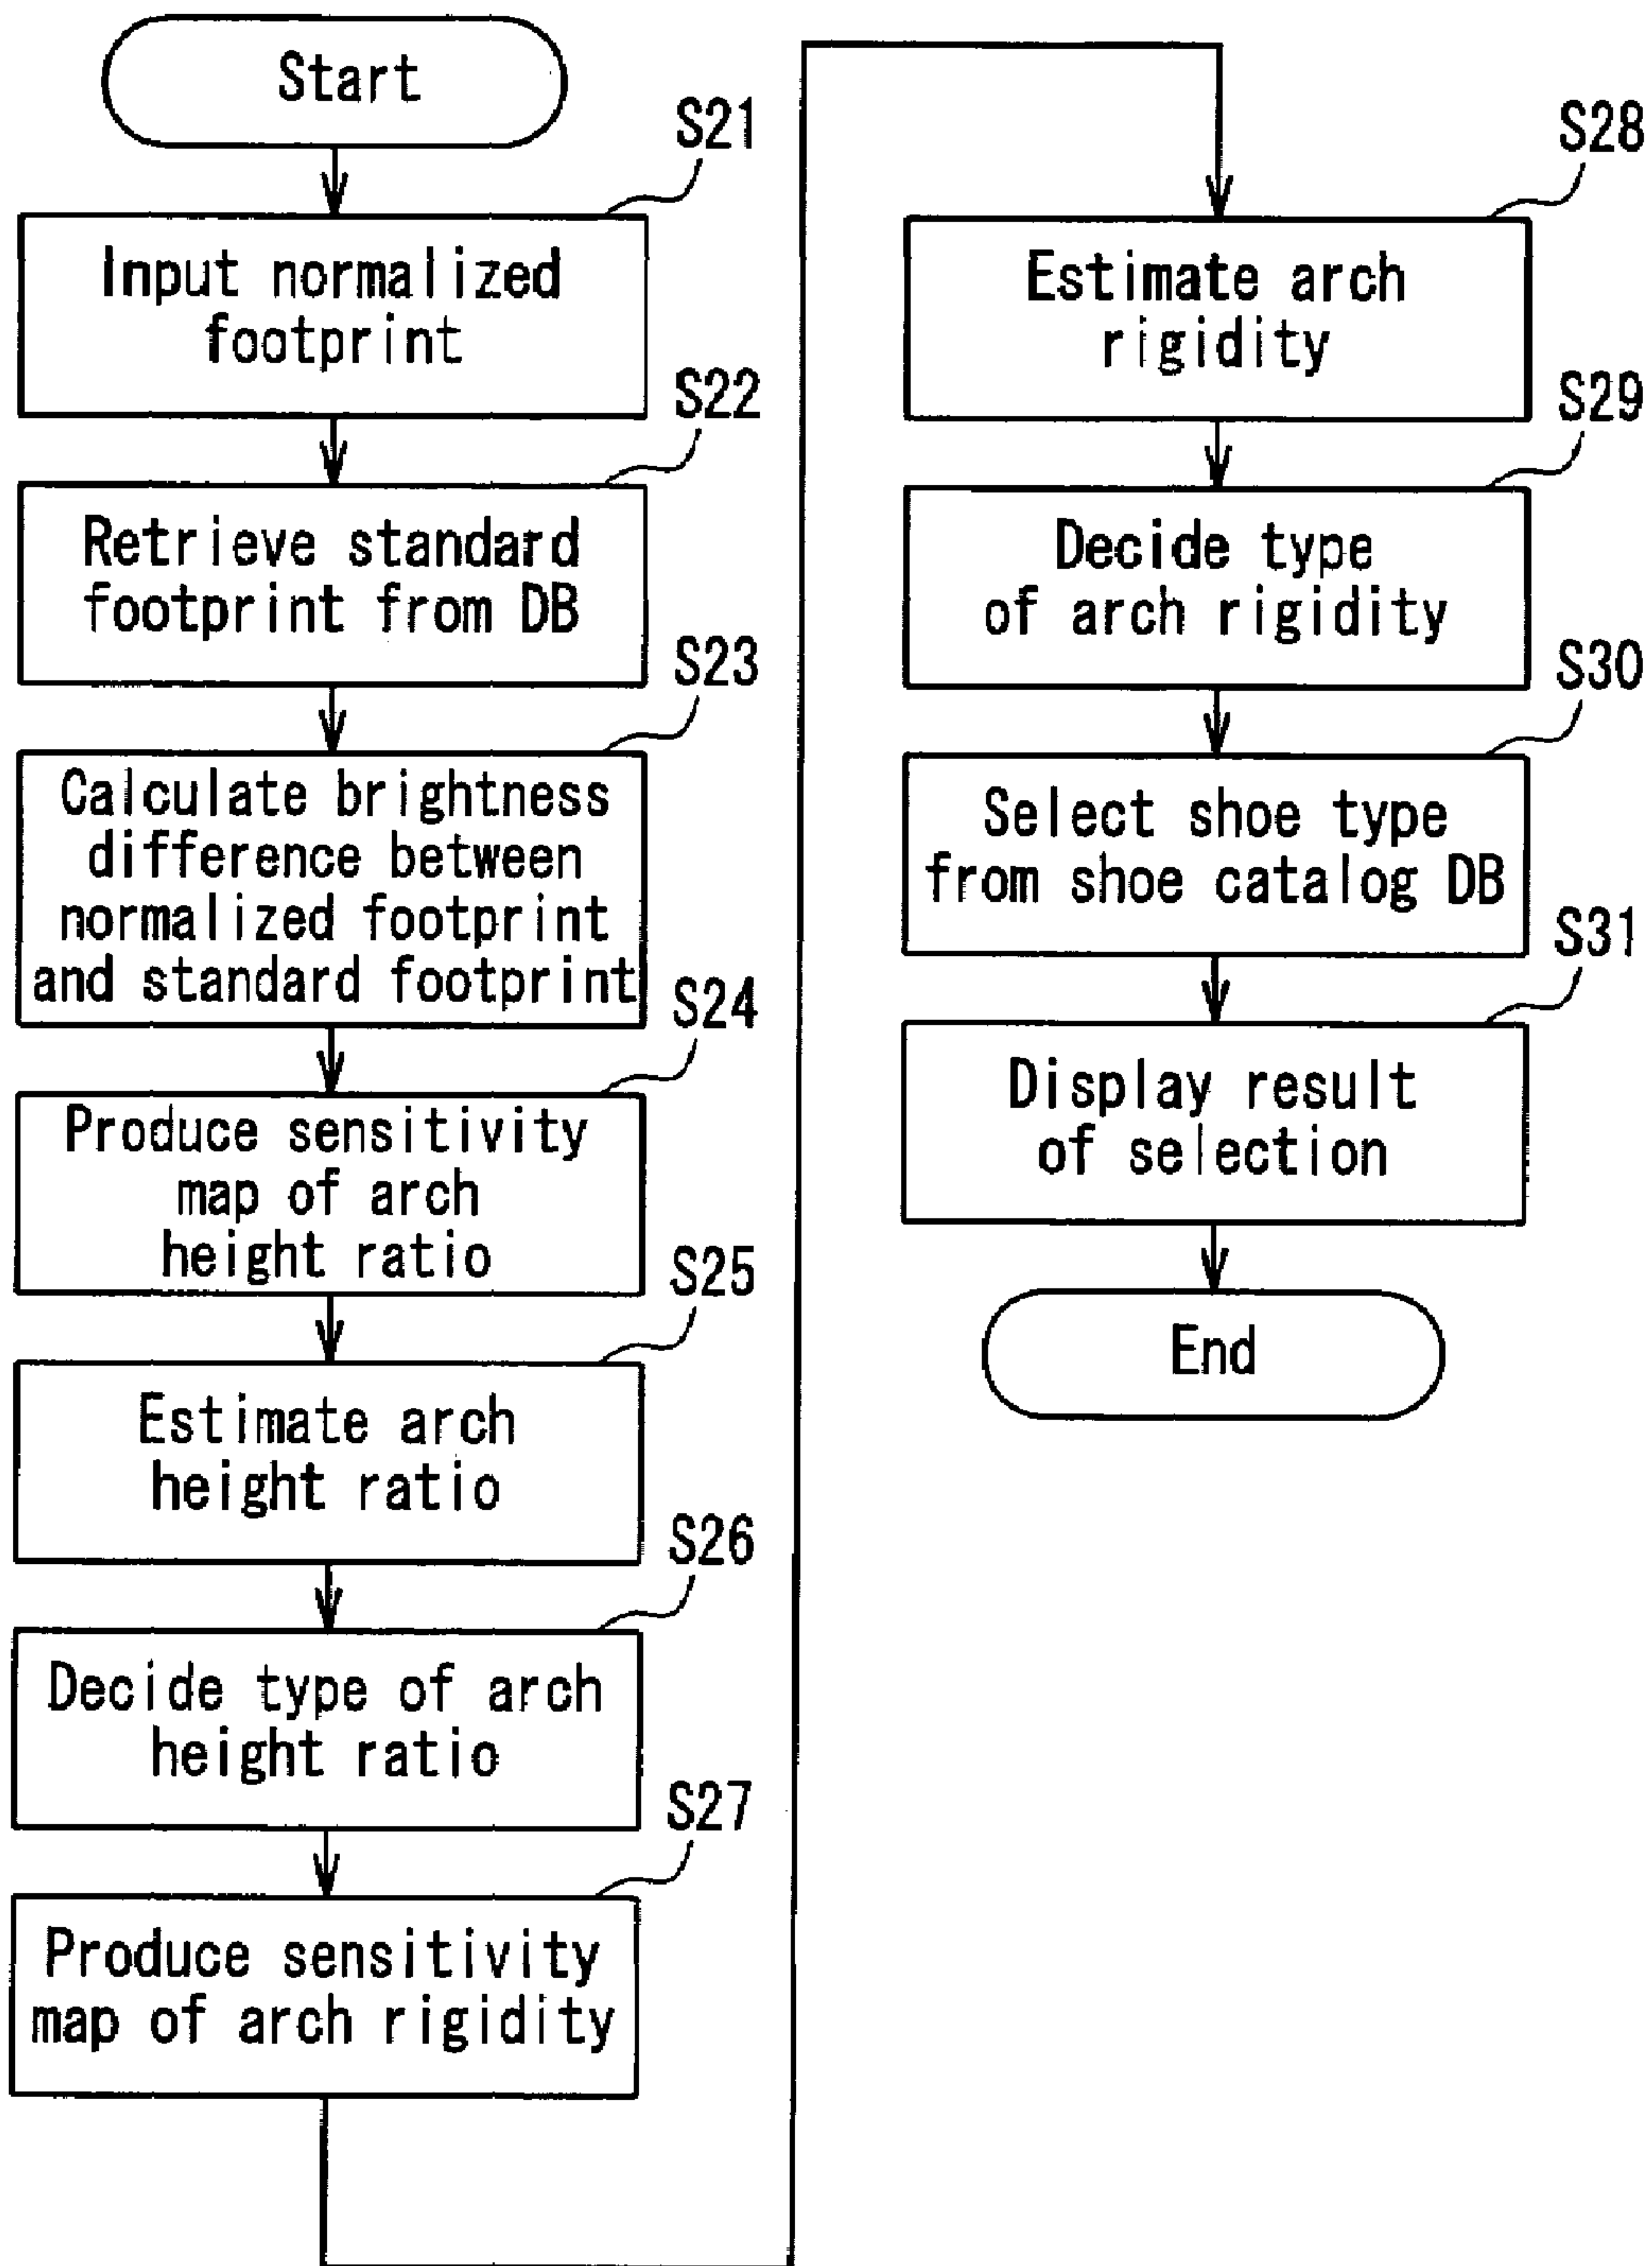 Start
S21
Input normalized
footprint
S22
Retrieve standard
footprint from DB
S23
Calculate brightness
difference between
normalized footprint
and standard footprint
S24
Produce sensitivity
map of arch
height ratio
S25
Estimate arch
height ratio
S26
Decide type of arch
height ratio
S27
Produce sensitivity
map of arch rigidity
S28
Estimate arch
rigidity
S29
Decide type
of arch rigidity
S30
Select shoe type
from shoe catalog DB
S31
Display result
of selection
End